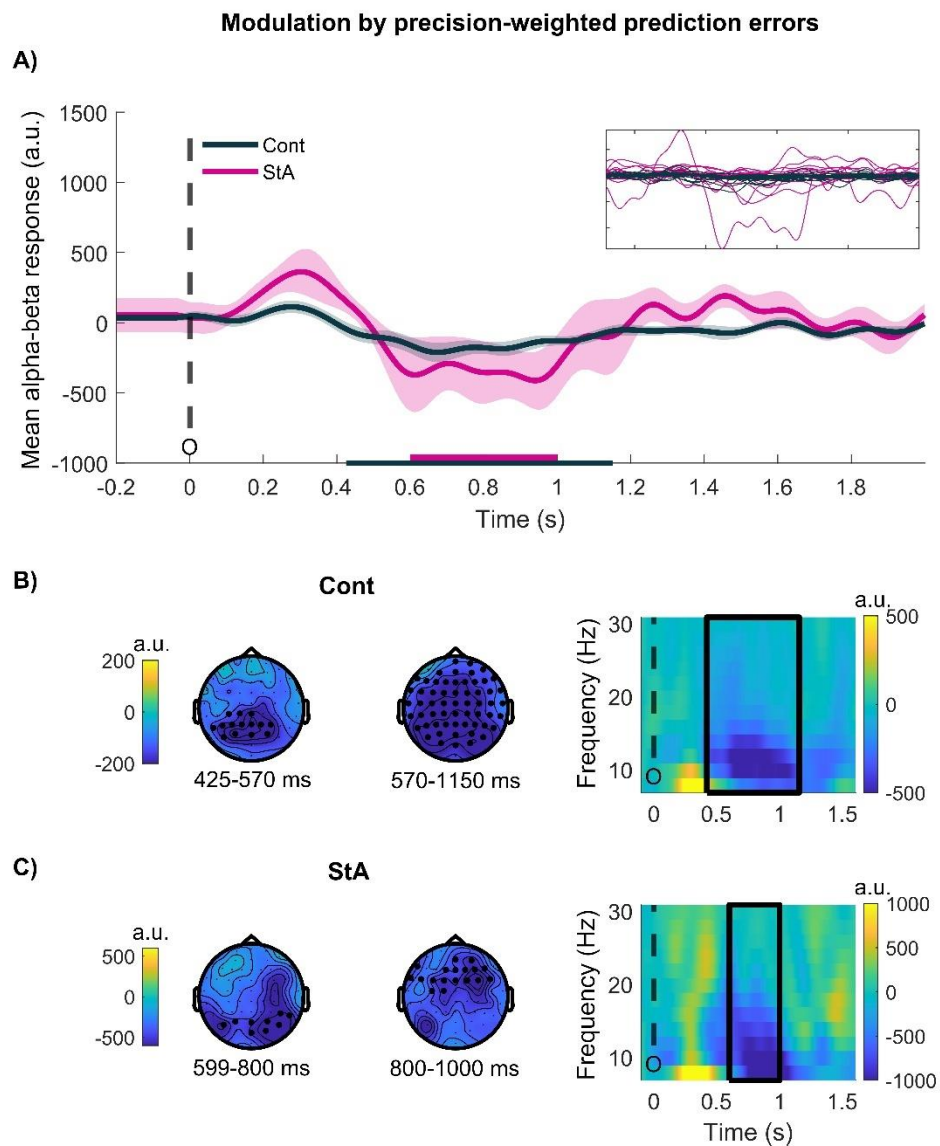 Modulation by precision-weighted prediction errors
A)
Mean alpha-beta response (a.u.)
1500
1000
500
0
-500
-1000
Cont
StA
O
-0.2 0 0.2 0.4 0.6 0.8 1 1.2 1.4 1.6 1.8
Time (s)
B)
Cont
a.u.
200
0
-200
425-570 ms
570-1150 ms
Frequency (Hz)
30
20
10
O
0 0.5 1 1.5
a.u.
500
0
-500
C)
StA
a.u.
500
0
-500
599-800 ms
800-1000 ms
Frequency (Hz)
30
20
10
O
0 0.5 1 1.5
Time (s)
a.u.
1000
500
0
-500
-1000